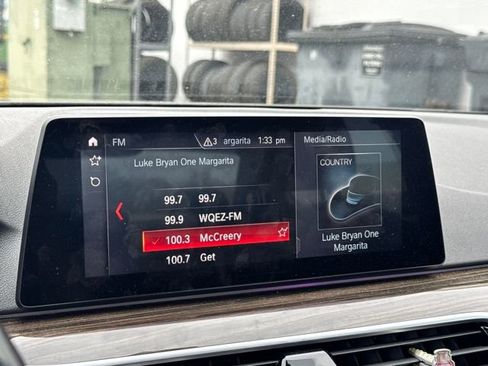 FM
3 argarita 1:33 pm
Media/Radio
Luke Bryan One Margarita
99.7 99.7
99.9 WQEZ-FM
100.3 McCreery
100.7 Get
COUNTRY
Luke Bryan One
Margarita